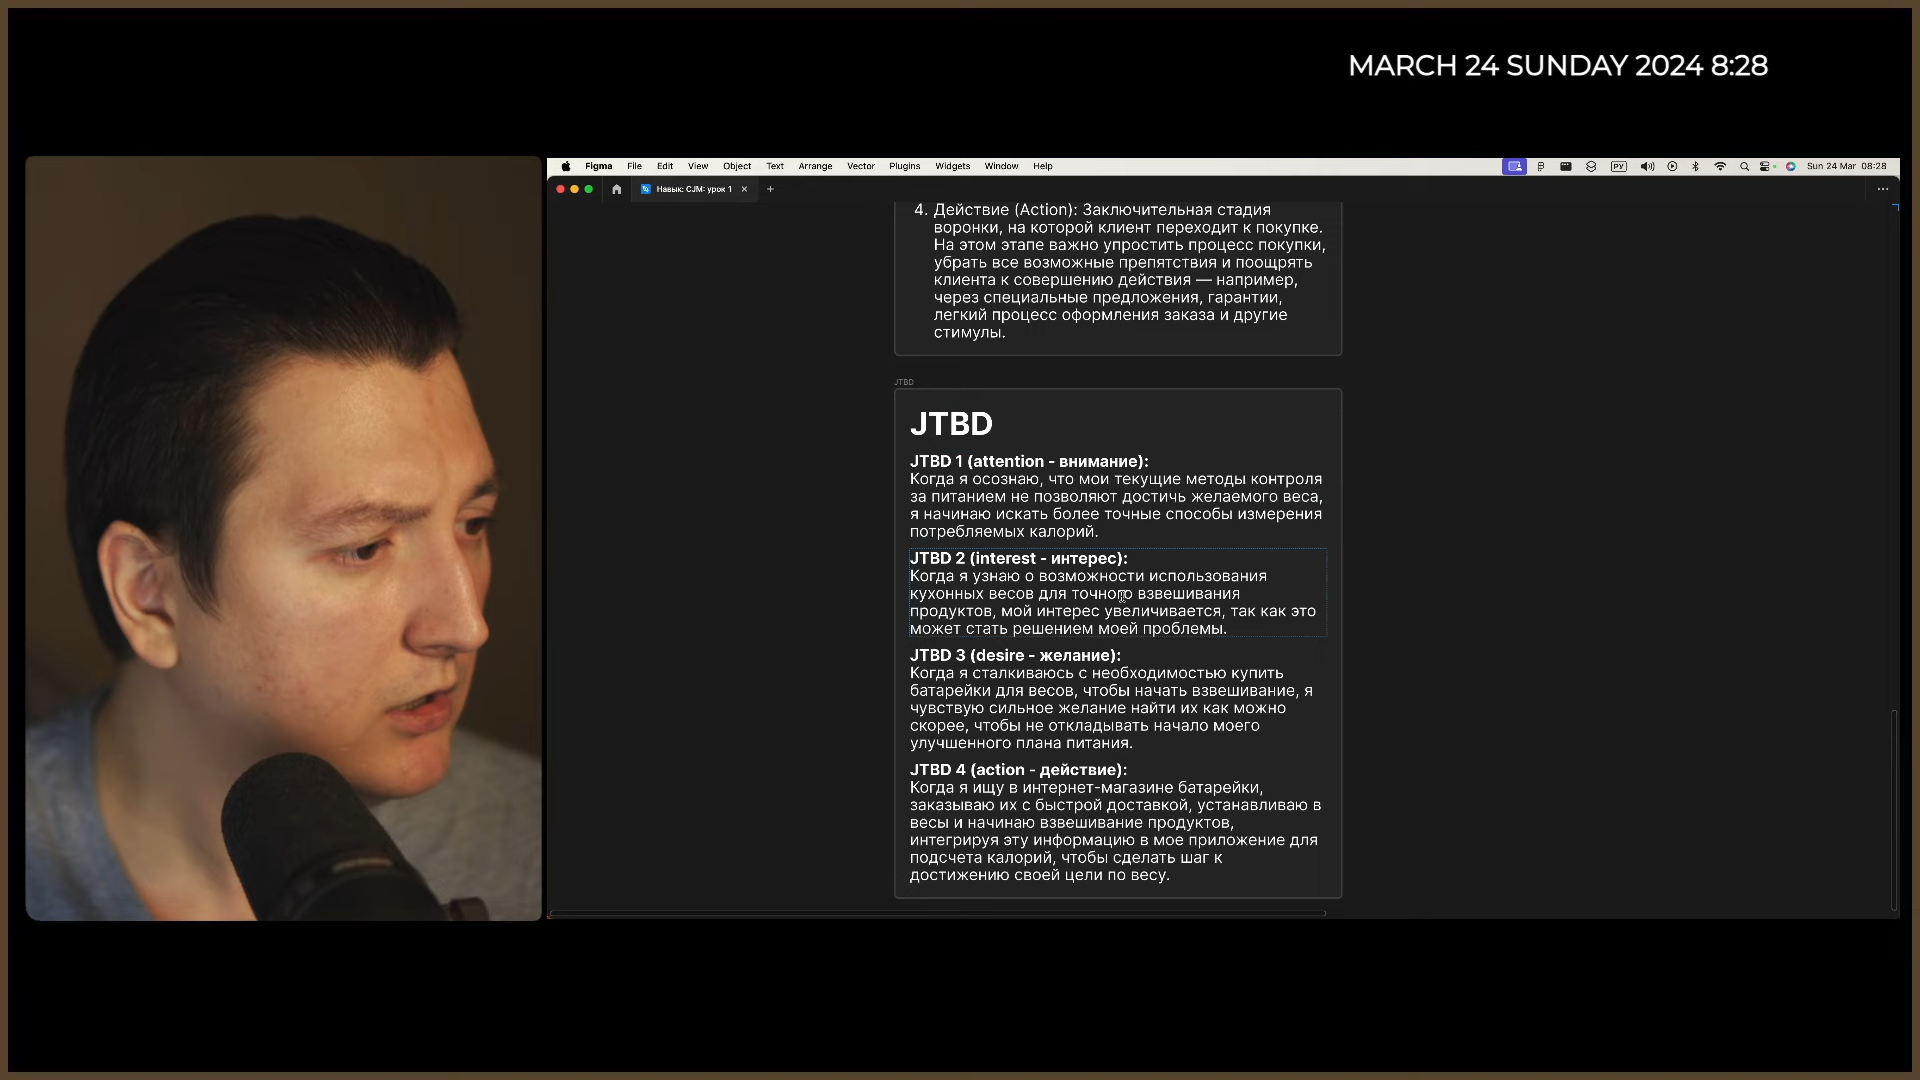 MARCH 24 SUNDAY 2024 8:28
Figma File Edit View Object Text Arrange Vector Plugins Widgets Window Help РУ Sun 24 Mar 08:28
Навык: CJM: урок 1
4. Действие (Action): Заключительная стадия
воронки, на которой клиент переходит к покупке.
На этом этапе важно упростить процесс покупки,
убрать все возможные препятствия и поощрять
клиента к совершению действия — например,
через специальные предложения, гарантии,
легкий процесс оформления заказа и другие
стимулы.
JTBD
JTBD
JTBD 1 (attention - внимание):
Когда я осознаю, что мои текущие методы контроля
за питанием не позволяют достичь желаемого веса,
я начинаю искать более точные способы измерения
потребляемых калорий.
JTBD 2 (interest - интерес):
Когда я узнаю о возможности использования
кухонных весов для точного взвешивания
продуктов, мой интерес увеличивается, так как это
может стать решением моей проблемы.
JTBD 3 (desire - желание):
Когда я сталкиваюсь с необходимостью купить
батарейки для весов, чтобы начать взвешивание, я
чувствую сильное желание найти их как можно
скорее, чтобы не откладывать начало моего
улучшенного плана питания.
JTBD 4 (action - действие):
Когда я ищу в интернет-магазине батарейки,
заказываю их с быстрой доставкой, устанавливаю в
весы и начинаю взвешивание продуктов,
интегрируя эту информацию в мое приложение для
подсчета калорий, чтобы сделать шаг к
достижению своей цели по весу.